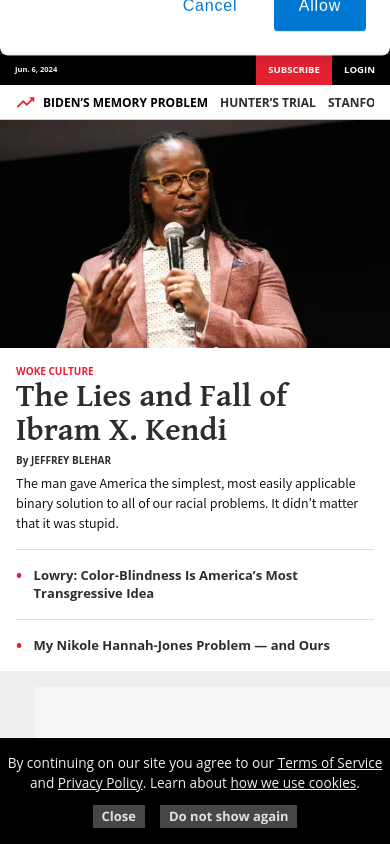 Cancel
Allow
Jun. 6, 2024
SUBSCRIBE
LOGIN
BIDEN’S MEMORY PROBLEM
HUNTER’S TRIAL
STANFO
WOKE CULTURE
The Lies and Fall of
Ibram X. Kendi
By JEFFREY BLEHAR
The man gave America the simplest, most easily applicable
binary solution to all of our racial problems. It didn’t matter
that it was stupid.
Lowry: Color-Blindness Is America’s Most
Transgressive Idea
My Nikole Hannah-Jones Problem — and Ours
By continuing on our site you agree to our Terms of Service
and Privacy Policy. Learn about how we use cookies.
Close
Do not show again